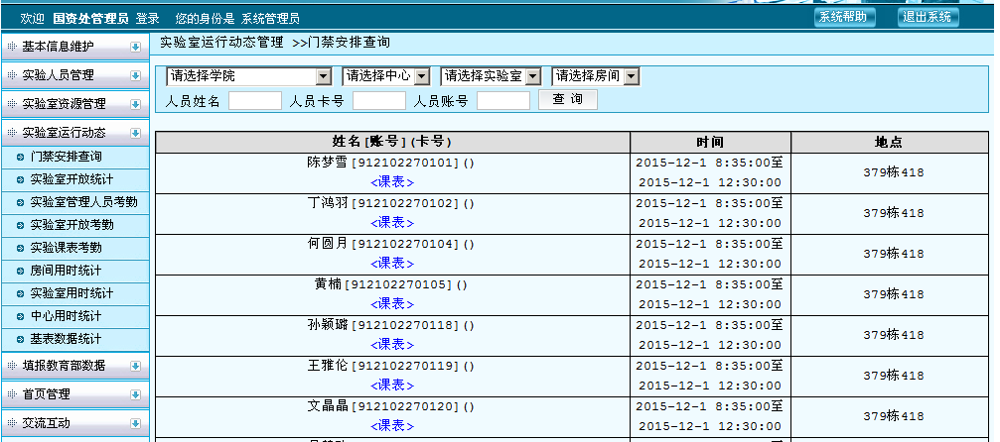 欢迎 国资处管理员 登录 您的身份是 系统管理员 系统帮助 退出系统
基本信息维护
实验人员管理
实验室资源管理
实验室运行动态
门禁安排查询
实验室开放统计
实验室管理人员考勤
实验室开放考勤
实验课表考勤
房间用时统计
实验室用时统计
中心用时统计
基表数据统计
填报教育部数据
首页管理
交流互动
实验室运行动态管理 >>门禁安排查询
请选择学院 请选择中心 请选择实验室 请选择房间
人员姓名 人员卡号 人员账号 查 询
姓名[账号](卡号) 时间 地点
陈梦雪[912102270101]() 2015-12-1 8:35:00至 379栋418
<课表> 2015-12-1 12:30:00
丁鸿羽[912102270102]() 2015-12-1 8:35:00至 379栋418
<课表> 2015-12-1 12:30:00
何圆月[912102270104]() 2015-12-1 8:35:00至 379栋418
<课表> 2015-12-1 12:30:00
黄楠[912102270105]() 2015-12-1 8:35:00至 379栋418
<课表> 2015-12-1 12:30:00
孙颖璐[912102270118]() 2015-12-1 8:35:00至 379栋418
<课表> 2015-12-1 12:30:00
王雅伦[912102270119]() 2015-12-1 8:35:00至 379栋418
<课表> 2015-12-1 12:30:00
文晶晶[912102270120]() 2015-12-1 8:35:00至 379栋418
<课表> 2015-12-1 12:30:00